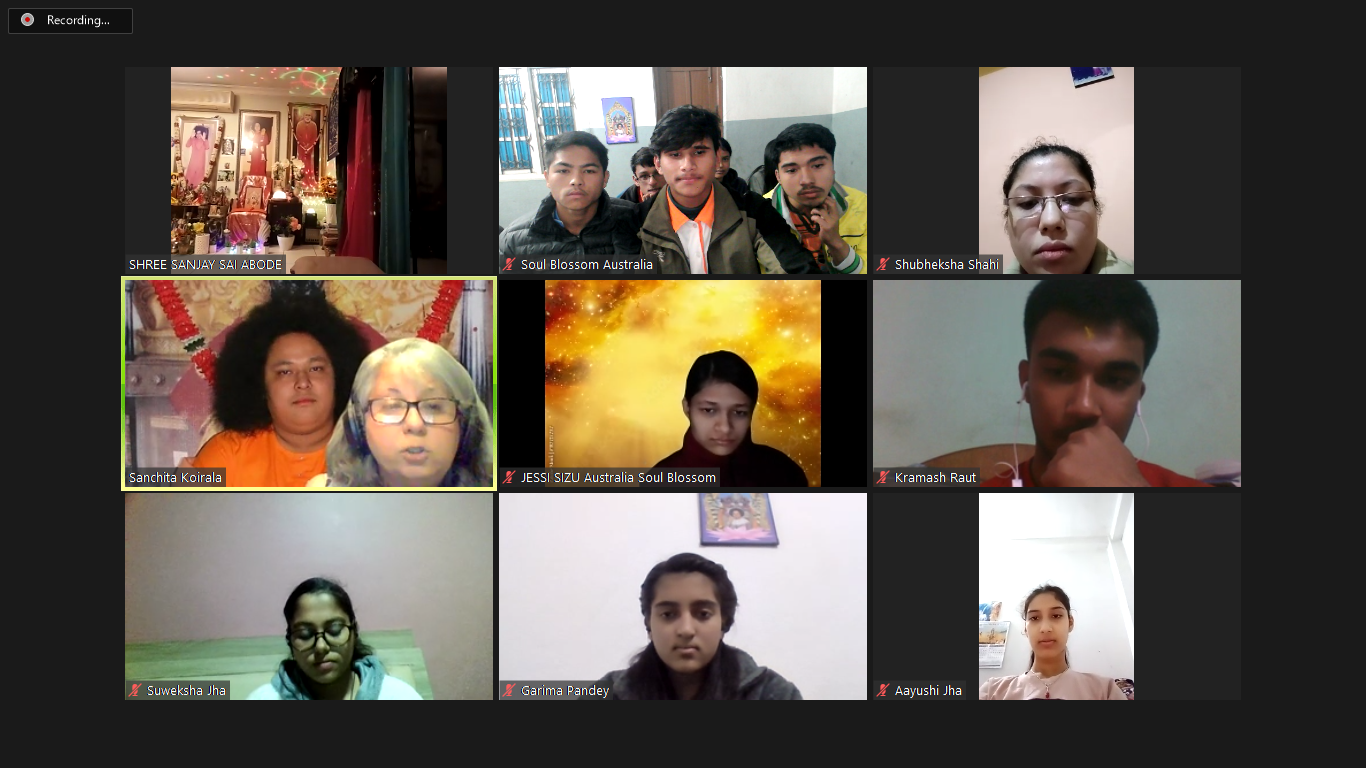 Recording...
SHREE SANJAY SAI ABODE
Soul Blossom Australia
Shubheksha Shahi
Sanchita Koirala
JESSI SIZU Australia Soul Blossom
Kramash Raut
Suweksha Jha
Garima Pandey
Aayushi Jha